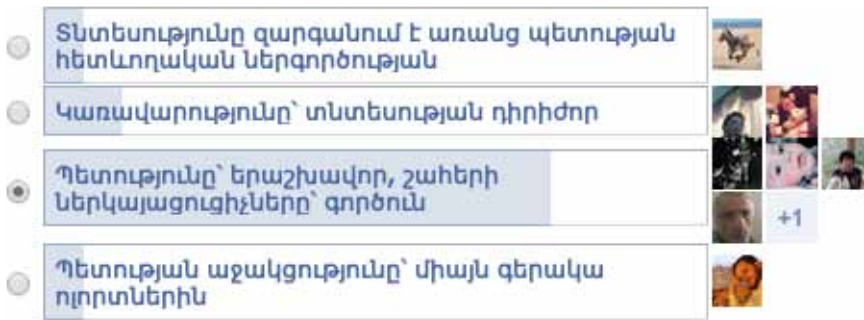 Տնտեսությունը զարգանում է առանց պետության
հետևողական ներգործության
Կառավարությունը՝ տնտեսության դիրիժոր
Պետությունը՝ երաշխավոր, շահերի
ներկայացուցիչները՝ գործուն
+1
Պետության աջակցությունը՝ միայն գերակա
ոլորտներին